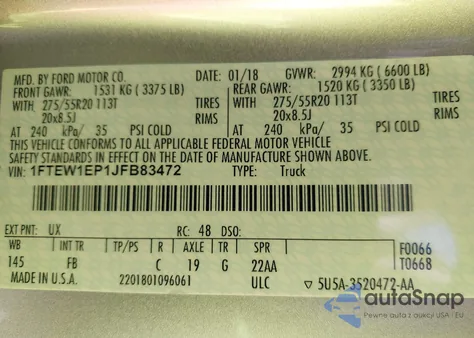 MFD. BY FORD MOTOR CO. DATE: 01/18 GVWR: 2994 KG (6600 LB)
FRONT GAWR: 1531 KG (3375 LB) REAR GAWR: 1520 KG (3350 LB)
WITH 275/55R20 113T TIRES WITH 275/55R20 113T TIRES
20x8.5J RIMS 20x8.5J RIMS
AT 240 kPa/ 35 PSI COLD AT 240 kPa/ 35 PSI COLD
THIS VEHICLE CONFORMS TO ALL APPLICABLE FEDERAL MOTOR VEHICLE
SAFETY STANDARDS IN EFFECT ON THE DATE OF MANUFACTURE SHOWN ABOVE.
VIN: 1FTEW1EP1JFB83472 TYPE: Truck
EXT PNT: UX RC: 48 DSO:
WB INT TR TP/PS R AXLE TR SPR F0066
145 FB C 19 G 22AA T0668
MADE IN U.S.A. 2201801096061 ULC ▽ 5U5A-3520472-AA
autoSnap
Pewne auta z aukcji USA i EU